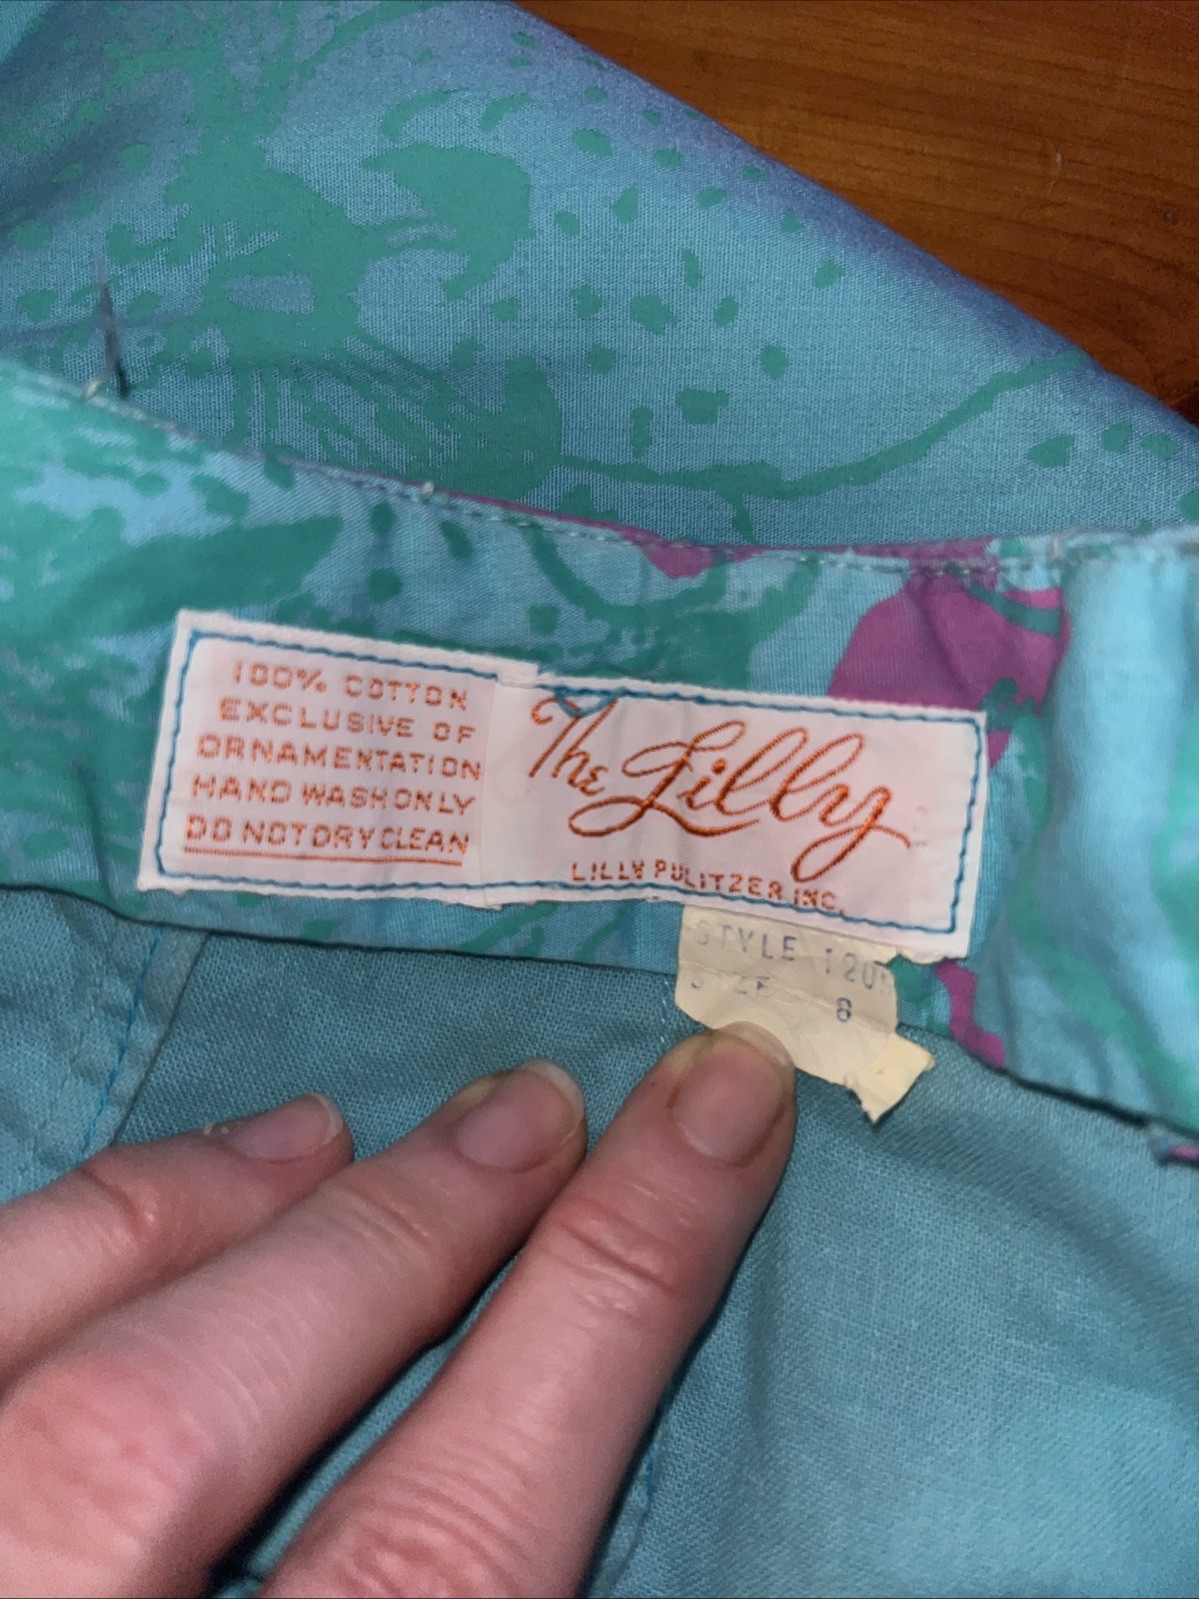 100% COTTON
EXCLUSIVE OF
ORNAMENTATION
HAND WASH ONLY
DO NOT DRY CLEAN
The Lilly
LILLY PULITZER INC.
STYLE
SIZE 8